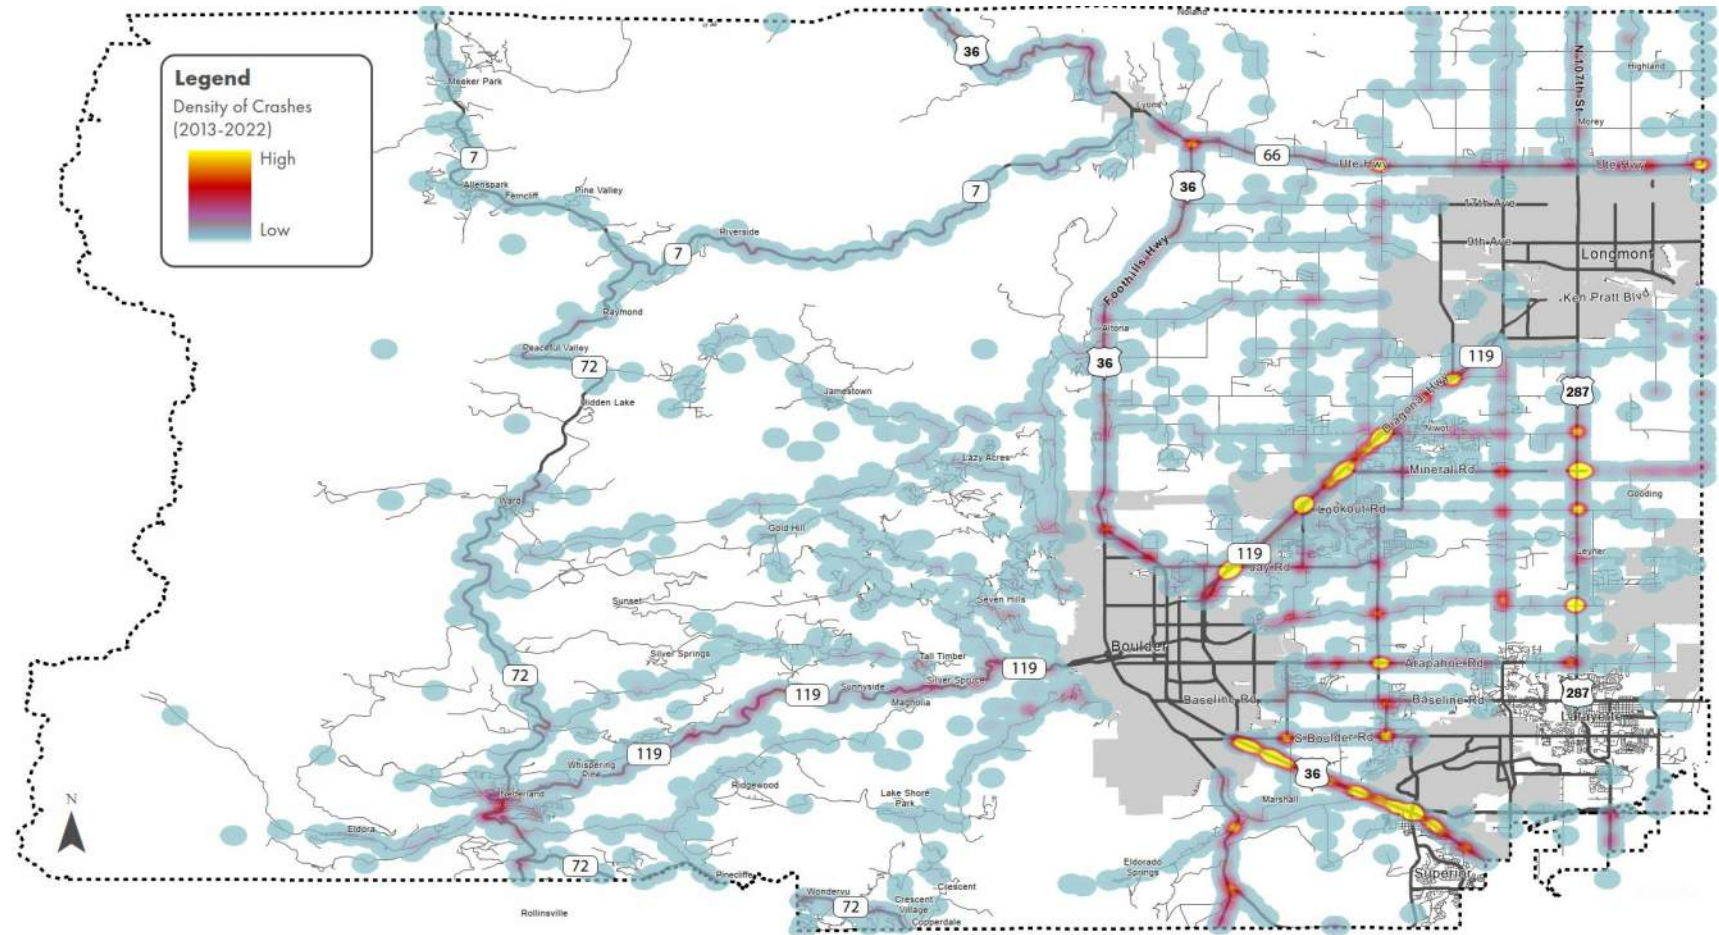 Noland
36
N 107th St
Highland
Legend
Density of Crashes
(2013-2022)
High
Low
Meeker Park
Lyons
Morey
7
66
Ute Hwy
Ute Hwy
Allenspark
Ferncliff
Pine Valley
7
36
17th Ave
Riverside
7
9th Ave
Longmont
Foothills Hwy
Ken Pratt Blvd
Raymond
Altona
Peaceful Valley
72
36
119
Jamestown
287
Hidden Lake
Diagonal Hwy
Niwot
Lazy Acres
Mineral Rd
Ward
Gooding
Gold Hill
Lookout Rd
119
Jay Rd
Leyner
Sunset
Seven Hills
Boulder
Silver Springs
Tall Timber
119
Arapahoe Rd
72
119
Sunnyside
Silver Spruce
Magnolia
Baseline Rd
Baseline Rd
287
Lafayette
S Boulder Rd
119
Whispering
Pine
36
Ridgewood
Nederland
Lake Shore
Park
Marshall
N
Eldora
72
Eldorado
Springs
Pinecliffe
Superior
Wondervu
Crescent
72
Crescent
Village
Rollinsville
Copperdale